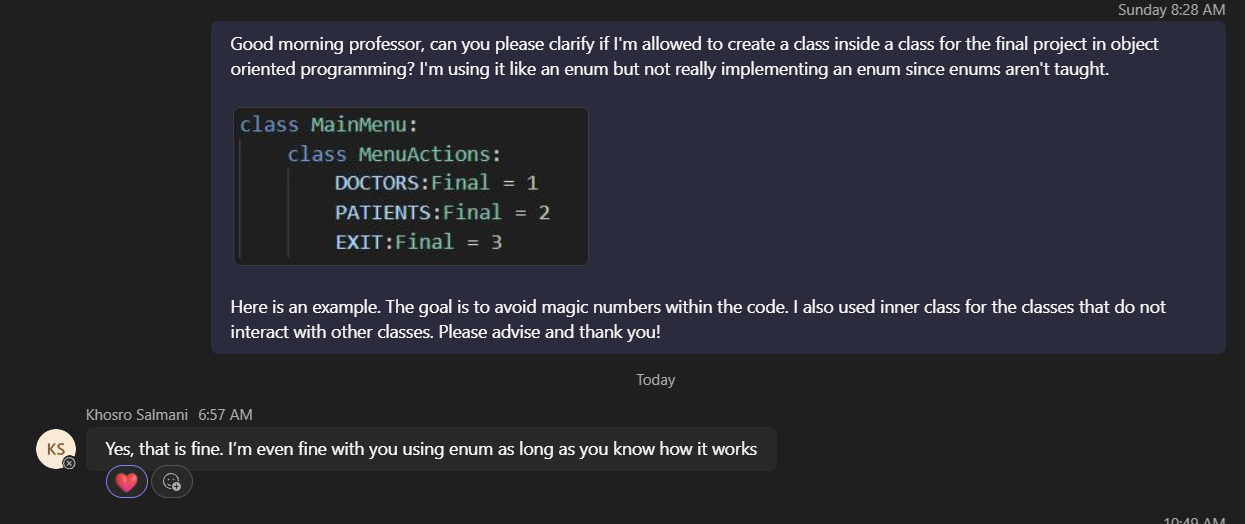 Sunday 8:28 AM
Good morning professor, can you please clarify if I'm allowed to create a class inside a class for the final project in object
oriented programming? I'm using it like an enum but not really implementing an enum since enums aren't taught.
class MainMenu:
class MenuActions:
DOCTORS:Final = 1
PATIENTS:Final = 2
EXIT:Final = 3
Here is an example. The goal is to avoid magic numbers within the code. I also used inner class for the classes that do not
interact with other classes. Please advise and thank you!
Today
Khosro Salmani 6:57 AM
KS
Yes, that is fine. I’m even fine with you using enum as long as you know how it works
10:49 AM